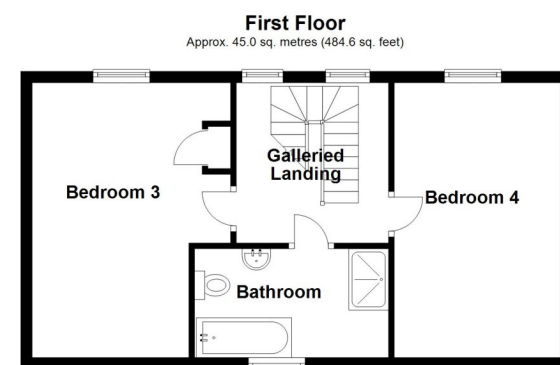 First Floor
Approx. 45.0 sq. metres (484.6 sq. feet)
Galleried
Landing
Bedroom 3
Bedroom 4
Bathroom